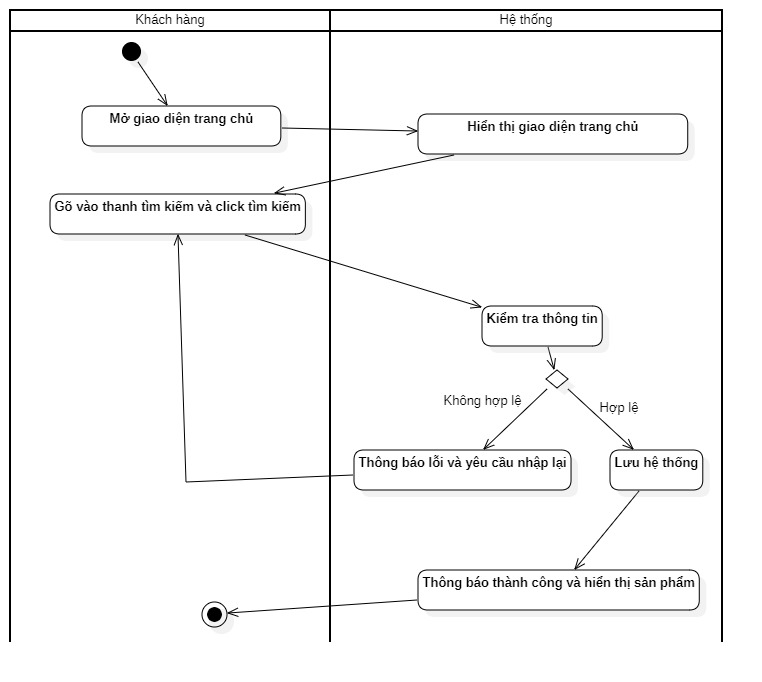 Khách hàng
Hệ thống
Mở giao diện trang chủ
Hiển thị giao diện trang chủ
Gõ vào thanh tìm kiếm và click tìm kiếm
Kiểm tra thông tin
Không hợp lệ
Hợp lệ
Thông báo lỗi và yêu cầu nhập lại
Lưu hệ thống
Thông báo thành công và hiển thị sản phẩm